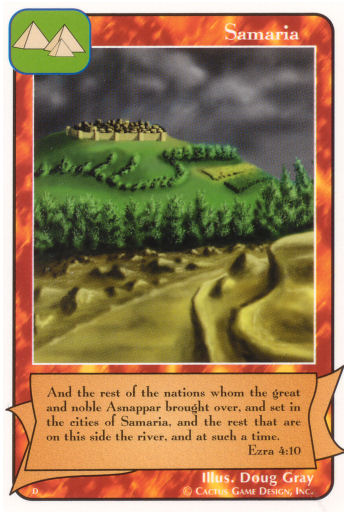 Samaria
And the rest of the nations whom the great
and noble Asnappar brought over, and set in
the cities of Samaria, and the rest that are
on this side the river, and at such a time.
Ezra 4:10
Illus. Doug Gray
D © Cactus Game Design, Inc.